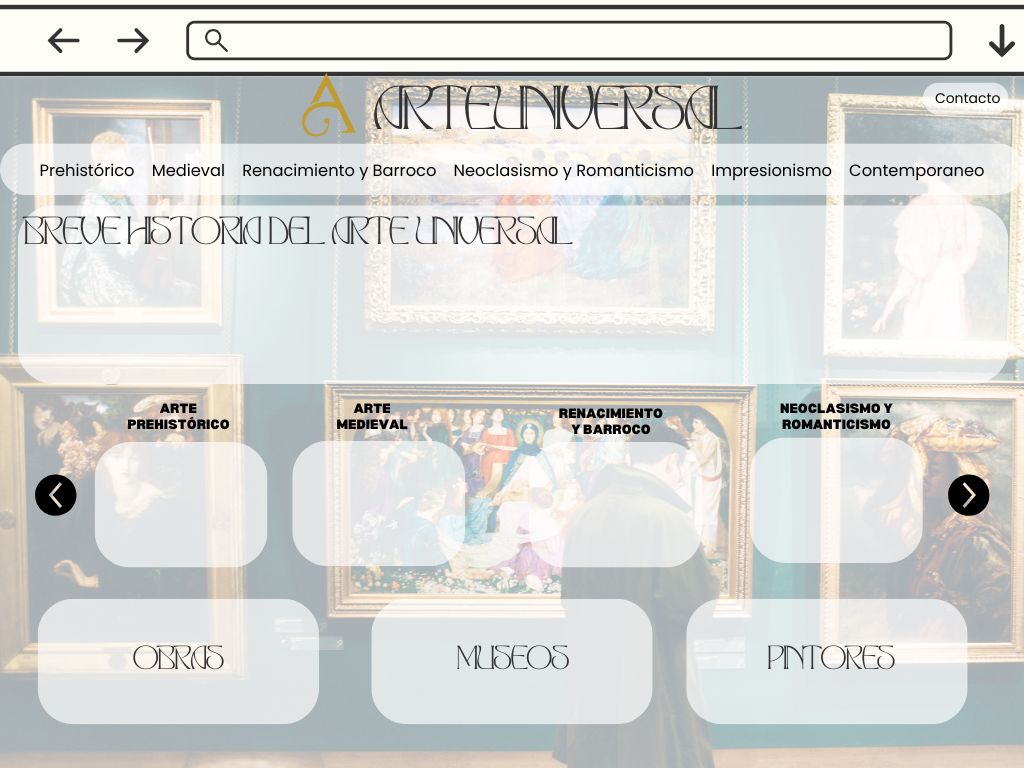 ARTEUNIVERSAL
Contacto
Prehistórico Medieval Renacimiento y Barroco Neoclasismo y Romanticismo Impresionismo Contemporaneo
BREVE HISTORIA DEL ARTE UNIVERSAL
ARTE
PREHISTÓRICO
ARTE
MEDIEVAL
RENACIMIENTO
Y BARROCO
NEOCLASISMO Y
ROMANTICISMO
OBRAS
MUSEOS
PINTORES